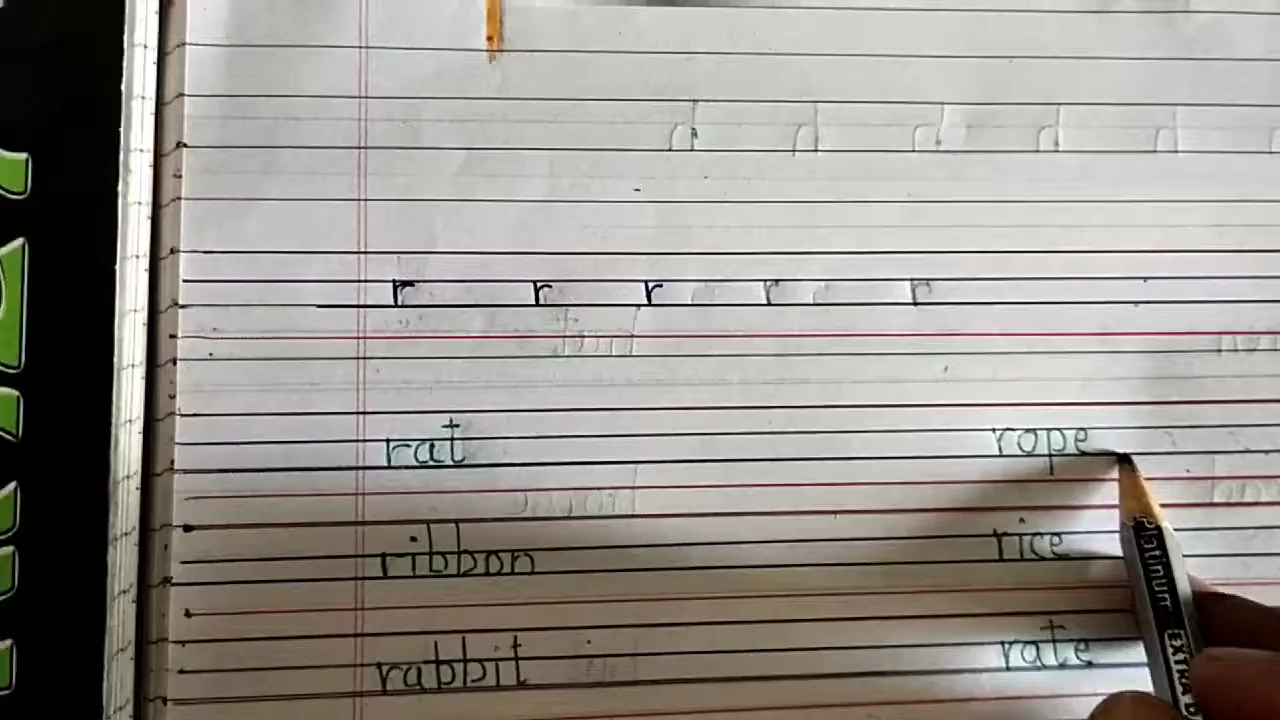 r r r r r
rat rope
ribbon rice
rabbit rate
Platinum EXTRA D